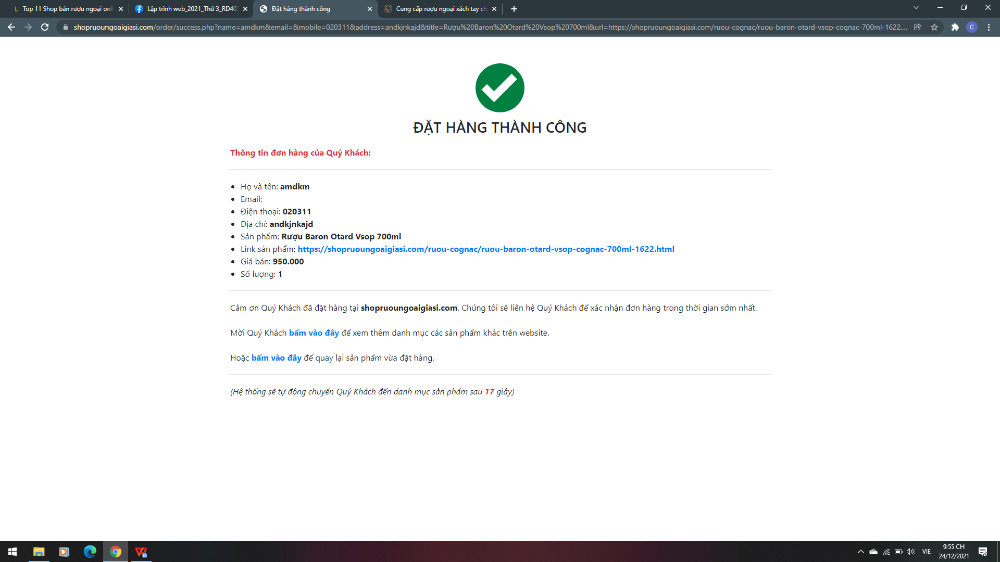 Top 11 Shop bán rượu ngoại onli
Lập trình web_2021_Thứ 3_RD40
Đặt hàng thành công
Cung cấp rượu ngoại xách tay ch
shopruoungoaigiasi.com/order/success.php?name=amdkm&email=&mobile=020311&address=andkjnkajd&title=Rượu%20Baron%20Otard%20Vsop%20700ml&url=https://shopruoungoaigiasi.com/ruou-cognac/ruou-baron-otard-vsop-cognac-700ml-1622....
C
ĐẶT HÀNG THÀNH CÔNG
Thông tin đơn hàng của Quý Khách:
Họ và tên: amdkm
Email:
Điện thoại: 020311
Địa chỉ: andkjnkajd
Sản phẩm: Rượu Baron Otard Vsop 700ml
Link sản phẩm: https://shopruoungoaigiasi.com/ruou-cognac/ruou-baron-otard-vsop-cognac-700ml-1622.html
Giá bán: 950.000
Số lượng: 1
Cảm ơn Quý Khách đã đặt hàng tại shopruoungoaigiasi.com. Chúng tôi sẽ liên hệ Quý Khách để xác nhận đơn hàng trong thời gian sớm nhất.
Mời Quý Khách bấm vào đây để xem thêm danh mục các sản phẩm khác trên website.
Hoặc bấm vào đây để quay lại sản phẩm vừa đặt hàng.
(Hệ thống sẽ tự động chuyển Quý Khách đến danh mục sản phẩm sau 17 giây)
VIE
9:55 CH
24/12/2021